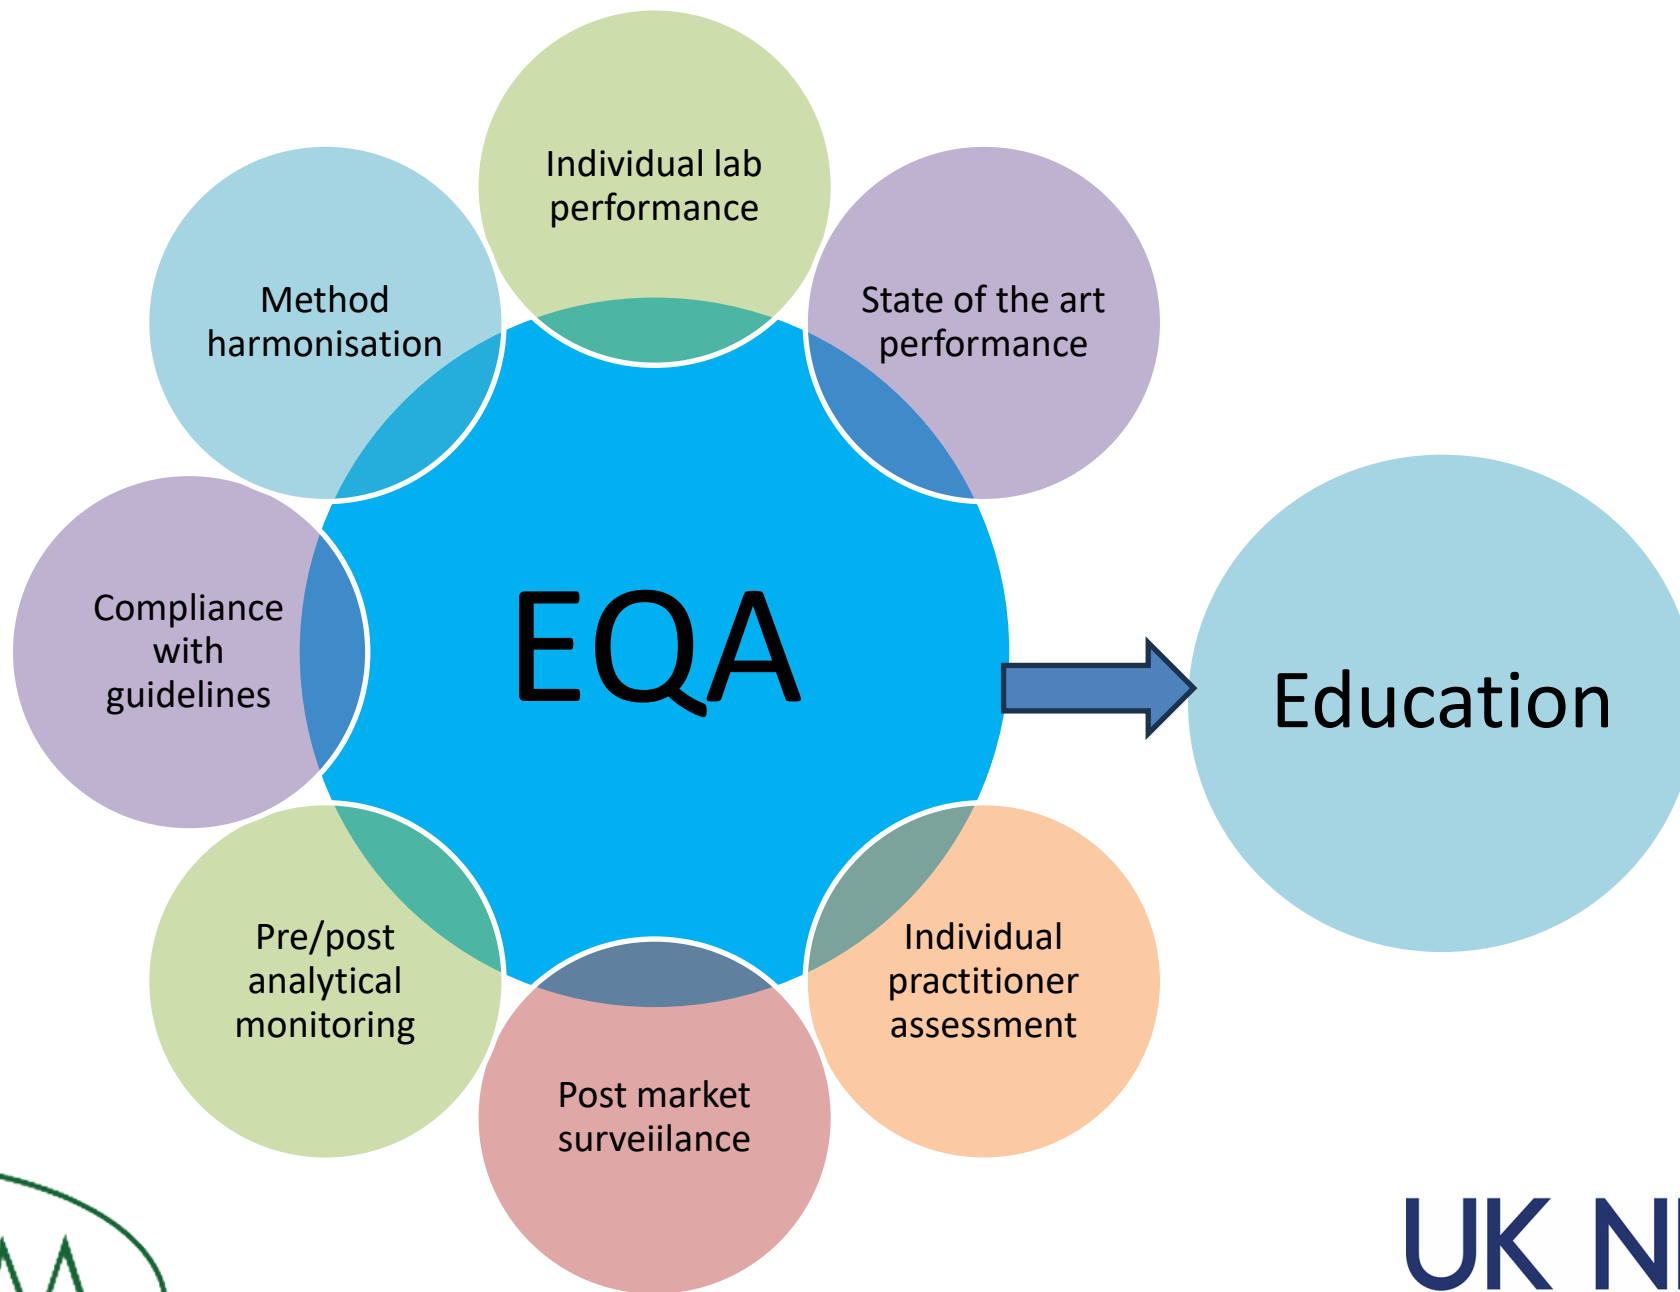 Individual lab
performance
State of the art
performance
Method
harmonisation
Compliance
with
guidelines
EQA
Education
Pre/post
analytical
monitoring
Individual
practitioner
assessment
Post market
surveiilance
UK